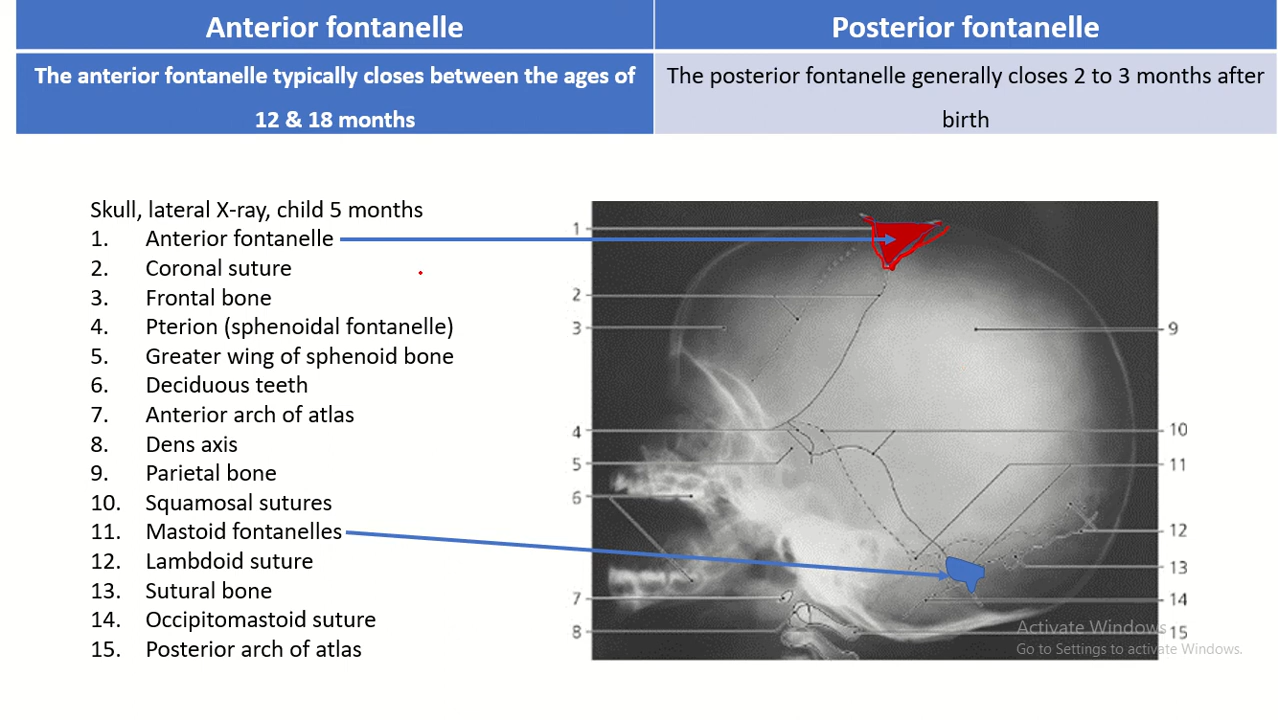 Anterior fontanelle
Posterior fontanelle
The anterior fontanelle typically closes between the ages of
12 & 18 months
The posterior fontanelle generally closes 2 to 3 months after
birth
Skull, lateral X-ray, child 5 months
1. Anterior fontanelle
2. Coronal suture
3. Frontal bone
4. Pterion (sphenoidal fontanelle)
5. Greater wing of sphenoid bone
6. Deciduous teeth
7. Anterior arch of atlas
8. Dens axis
9. Parietal bone
10. Squamosal sutures
11. Mastoid fontanelles
12. Lambdoid suture
13. Sutural bone
14. Occipitomastoid suture
15. Posterior arch of atlas
1
2
3
4
5
6
7
8
9
10
11
12
13
14
15
Activate Windows
Go to Settings to activate Windows.